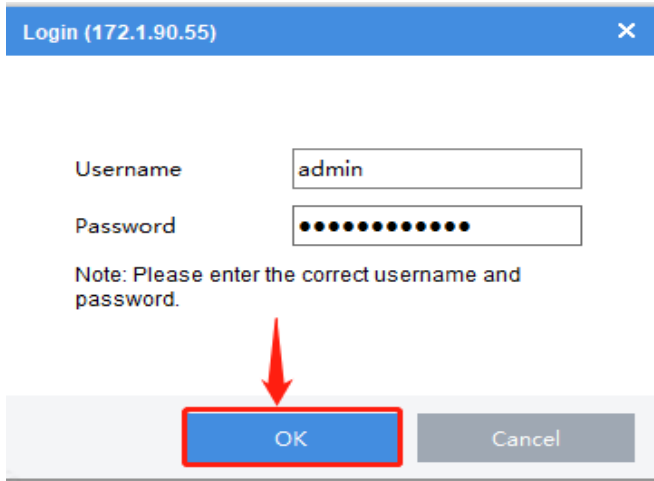 Login (172.1.90.55)
Username
admin
Password
●●●●●●●●●●●●
Note: Please enter the correct username and
password.
OK
Cancel